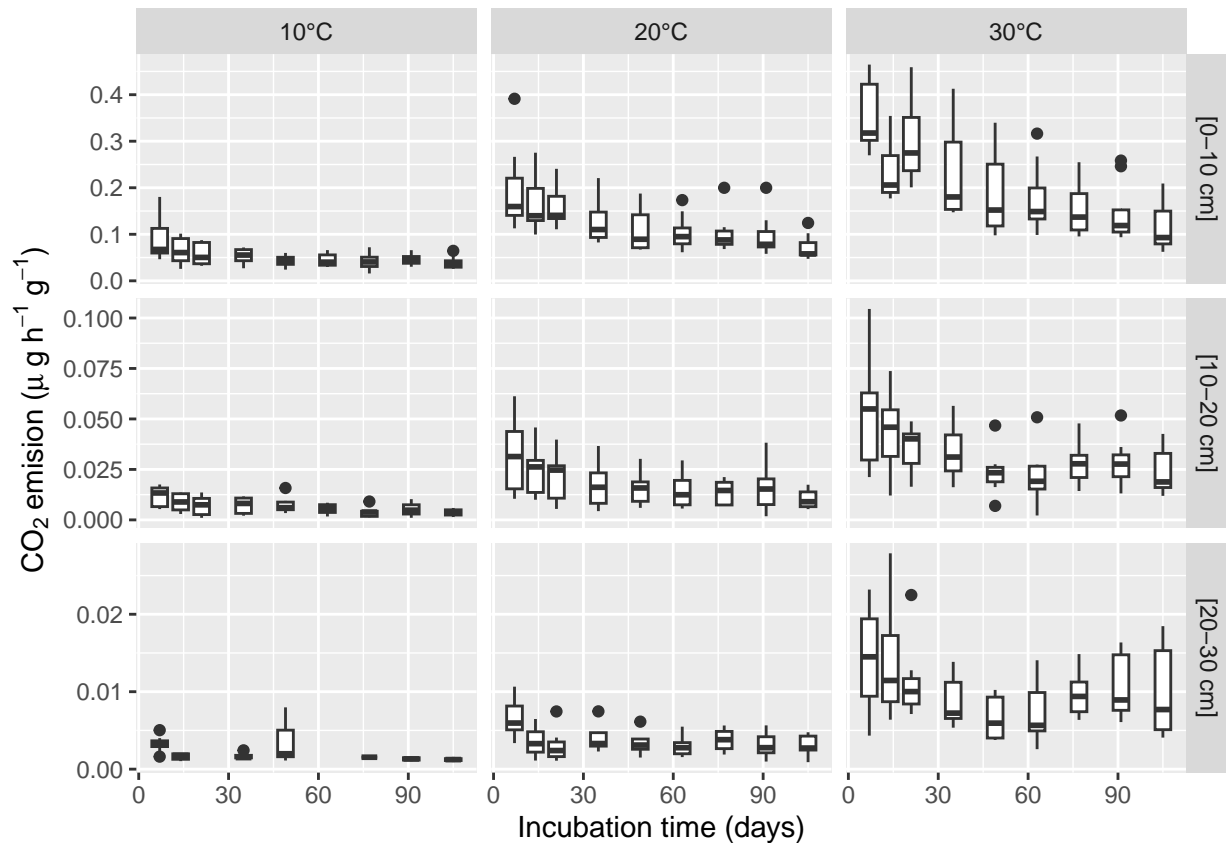 10°C 20°C 30°C
CO₂ emision (μ g h⁻¹ g⁻¹)
0.4
0.3
0.2
0.1
0.0
[0−10 cm]
0.100
0.075
0.050
0.025
0.000
[10−20 cm]
0.02
0.01
0.00
[20−30 cm]
0 30 60 90 0 30 60 90 0 30 60 90
Incubation time (days)